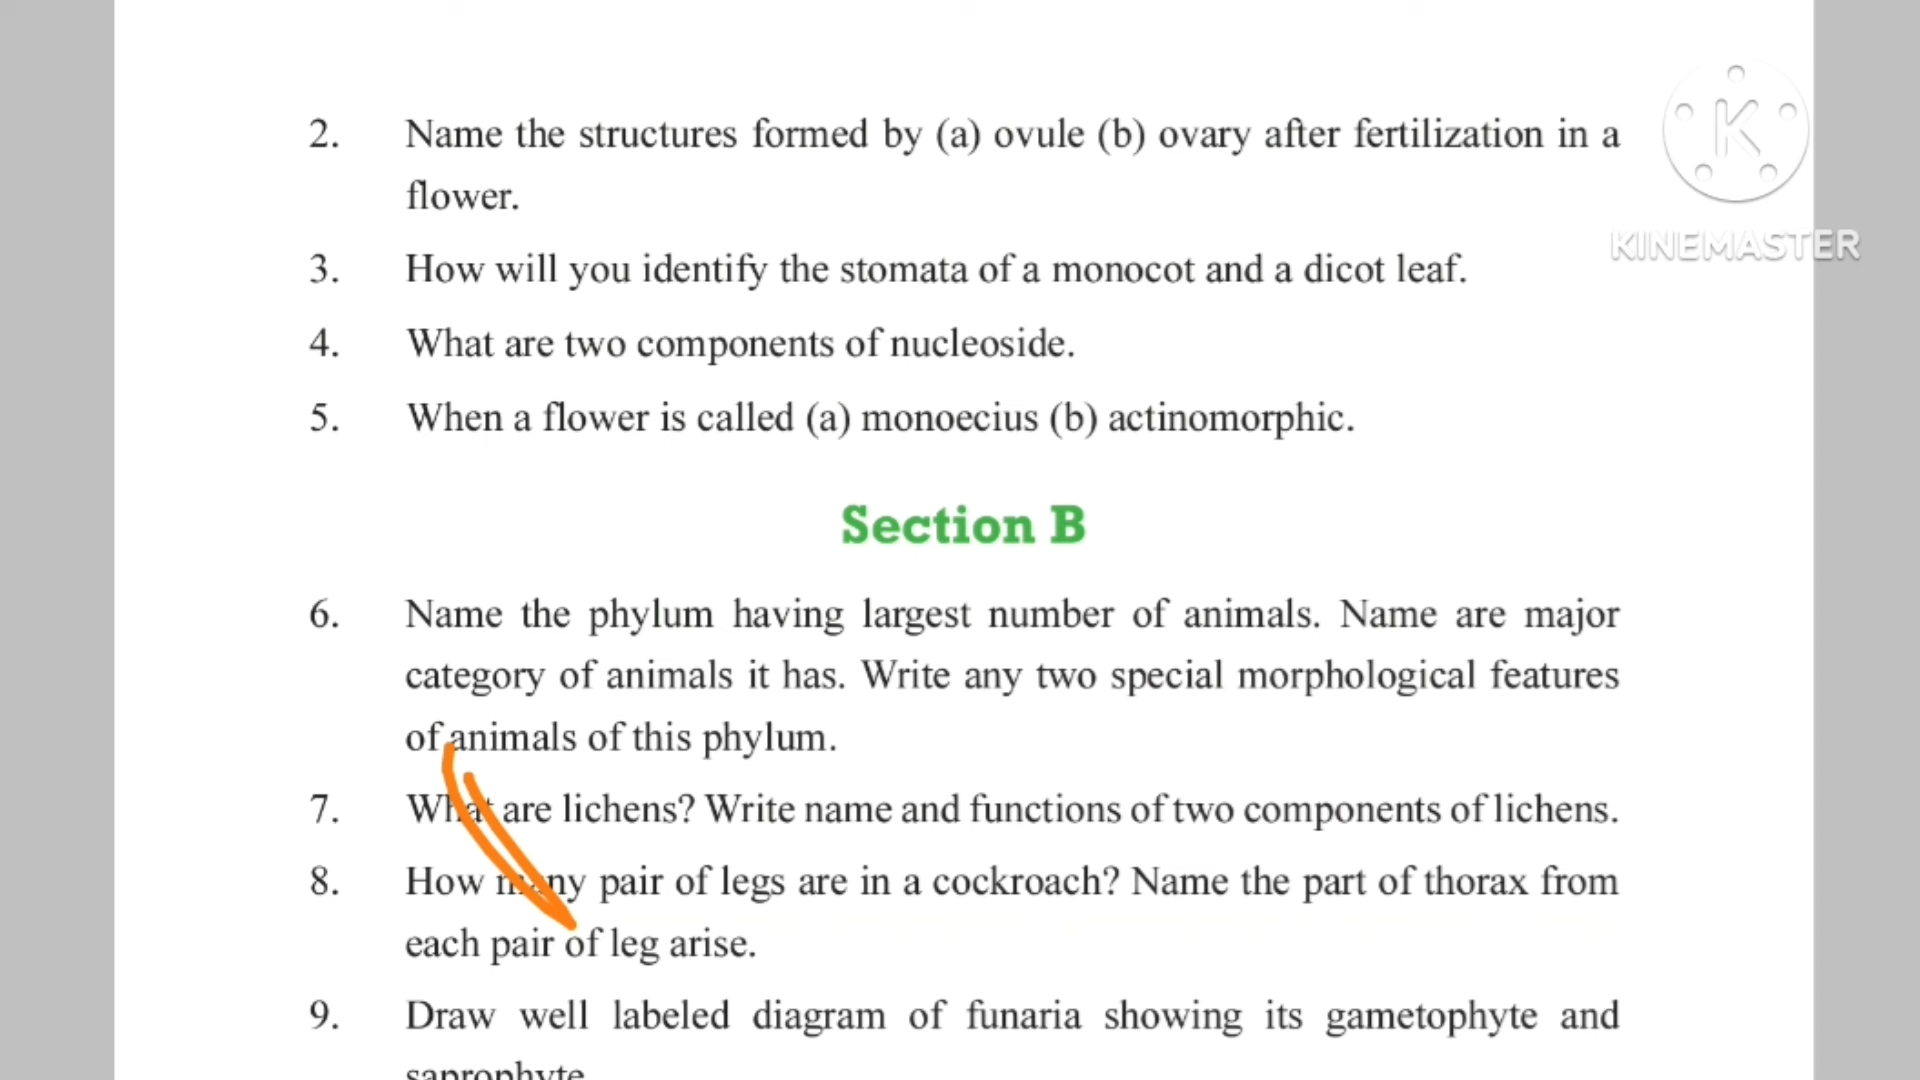 2. Name the structures formed by (a) ovule (b) ovary after fertilization in a
flower.
K
KINEMASTER
3. How will you identify the stomata of a monocot and a dicot leaf.
4. What are two components of nucleoside.
5. When a flower is called (a) monoecius (b) actinomorphic.
Section B
6. Name the phylum having largest number of animals. Name are major
category of animals it has. Write any two special morphological features
of animals of this phylum.
7. What are lichens? Write name and functions of two components of lichens.
8. How many pair of legs are in a cockroach? Name the part of thorax from
each pair of leg arise.
9. Draw well labeled diagram of funaria showing its gametophyte and
saprophyte